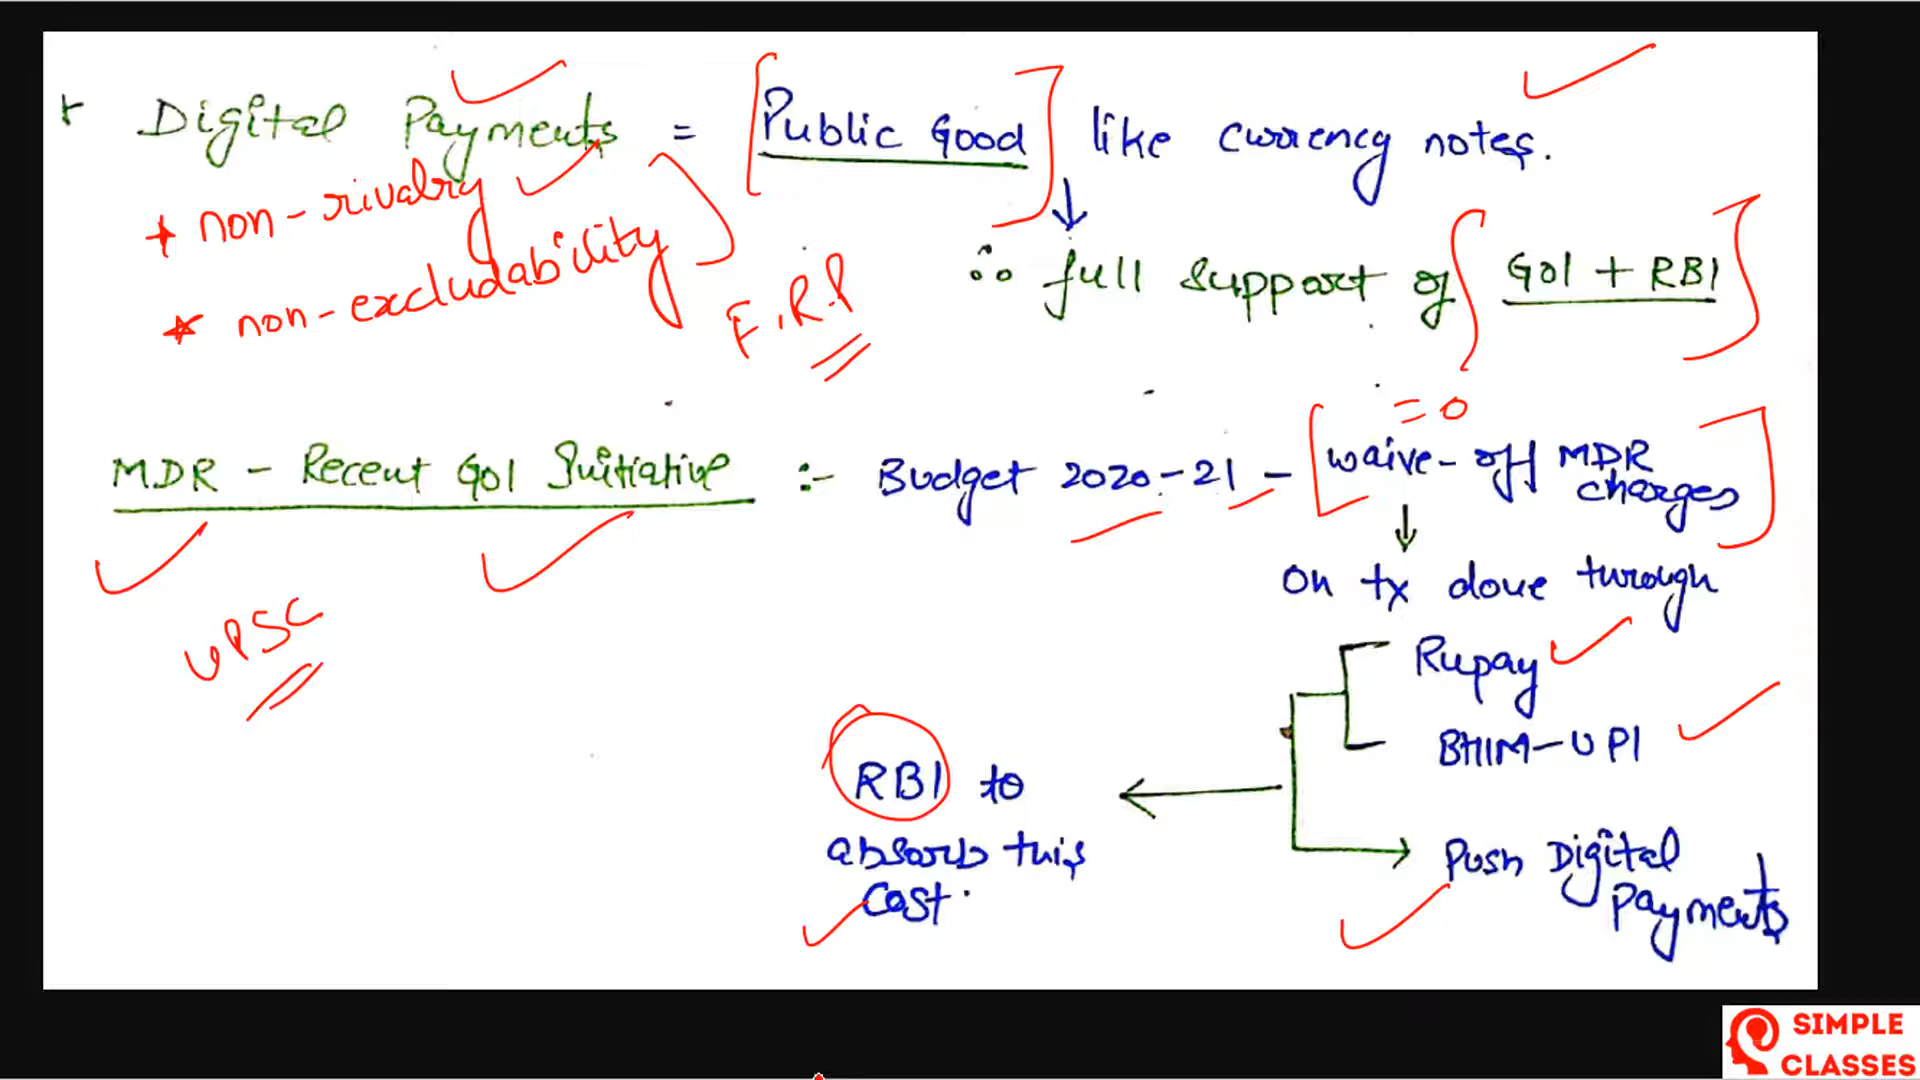 Digital Payments = [Public Good] like currency notes.
+ non-rivalry
* non-excludability
F.R.P
∴ full support of [GOI + RBI]
= 0
MDR - Recent GOI Initiative :- Budget 2020-21 - [waive-off MDR charges]
on tx done through
UPSC
Rupay
BHIM-UPI
RBI to
absorb this
cost.
Push Digital
Payments
SIMPLE
CLASSES